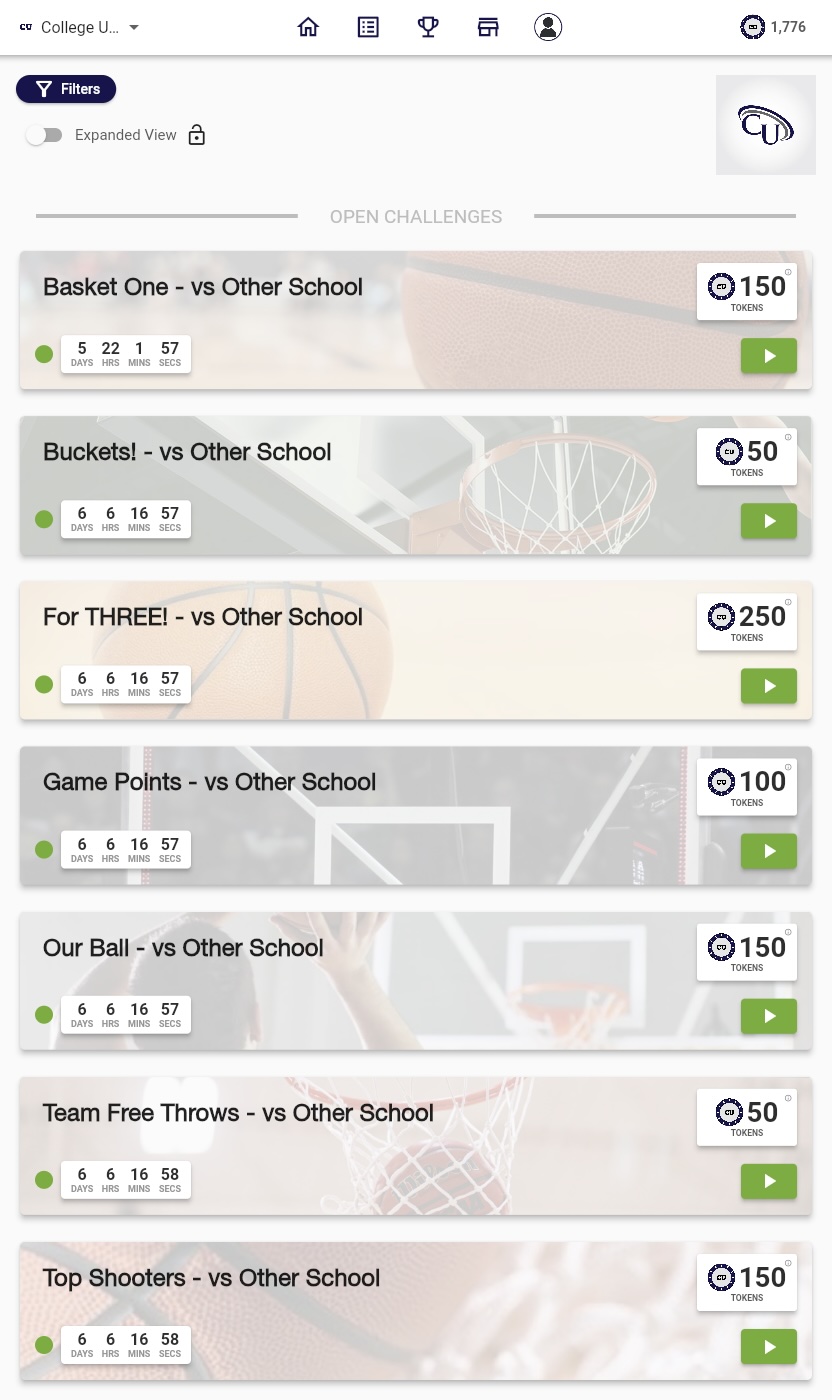 CU College U... 1,776
Filters
Expanded View
CU
OPEN CHALLENGES
Basket One - vs Other School
150
TOKENS
5 22 1 57
DAYS HRS MINS SECS
Buckets! - vs Other School
50
TOKENS
6 6 16 57
DAYS HRS MINS SECS
For THREE! - vs Other School
250
TOKENS
6 6 16 57
DAYS HRS MINS SECS
Game Points - vs Other School
100
TOKENS
6 6 16 57
DAYS HRS MINS SECS
Our Ball - vs Other School
150
TOKENS
6 6 16 57
DAYS HRS MINS SECS
Team Free Throws - vs Other School
50
TOKENS
6 6 16 58
DAYS HRS MINS SECS
Top Shooters - vs Other School
150
TOKENS
6 6 16 58
DAYS HRS MINS SECS